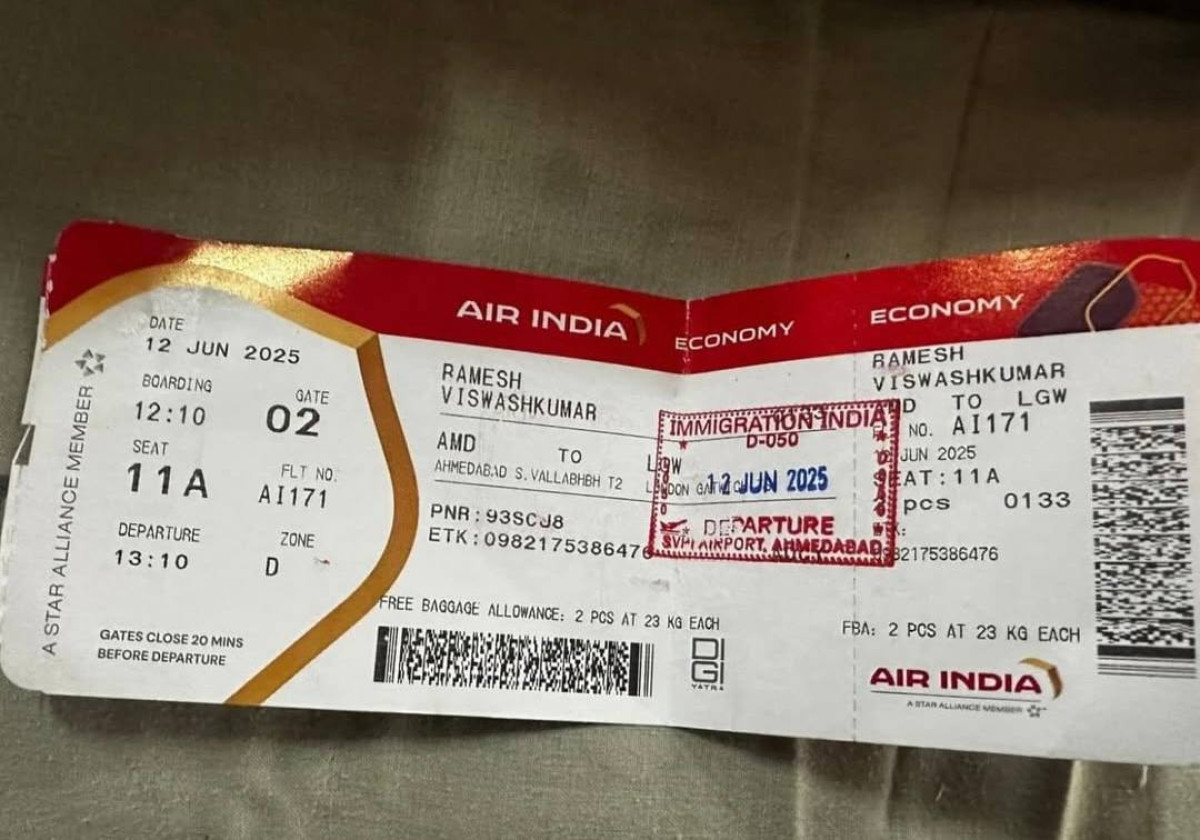 A STAR ALLIANCE MEMBER
DATE
12 JUN 2025
BOARDING
12:10
GATE
02
SEAT
11A
FLT NO.
AI171
DEPARTURE
13:10
ZONE
D
GATES CLOSE 20 MINS
BEFORE DEPARTURE
AIR INDIA
ECONOMY
RAMESH
VISWASHKUMAR
AMD TO
AHMEDABAD S.VALLABHBH T2
PNR:93SCJ8
ETK:0982175386476
FREE BAGGAGE ALLOWANCE: 2 PCS AT 23 KG EACH
DIGI
YATRA
IMMIGRATION INDIA
D-050
12 JUN 2025
DEPARTURE
SVPI AIRPORT, AHMEDABAD
ECONOMY
RAMESH
VISWASHKUMAR
TO LGW
NO. AI171
JUN 2025
SEAT:11A
pcs 0133
82175386476
FBA: 2 PCS AT 23 KG EACH
AIR INDIA
A STAR ALLIANCE MEMBER